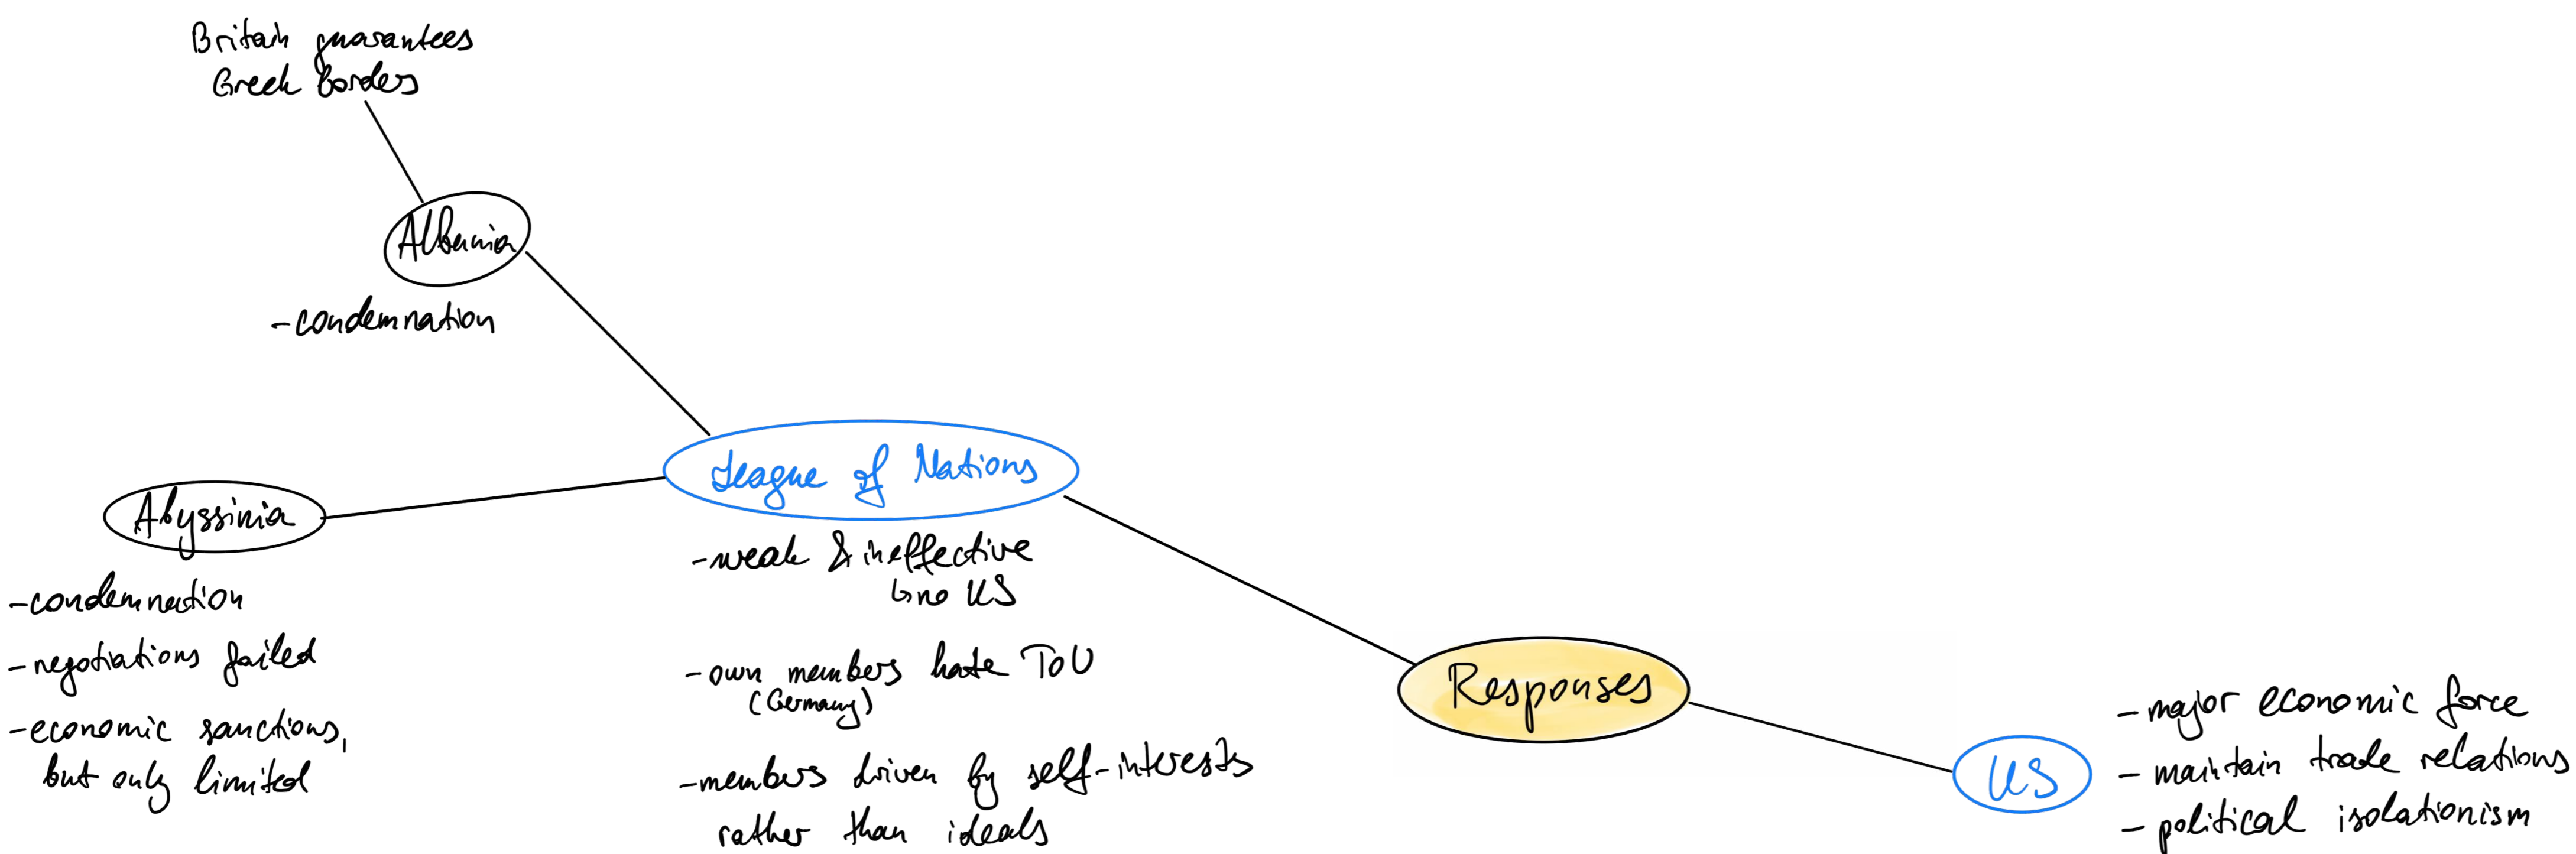 Britain guarantees
Greek borders
Albania
-condemnation
League of Nations
-weak & ineffective
↳no US
-own members hate ToV
(Germany)
-members driven by self-interests
rather than ideals
Abyssinia
-condemnation
-negotiations failed
-economic sanctions,
but only limited
Responses
US
-major economic force
-maintain trade relations
-political isolationism